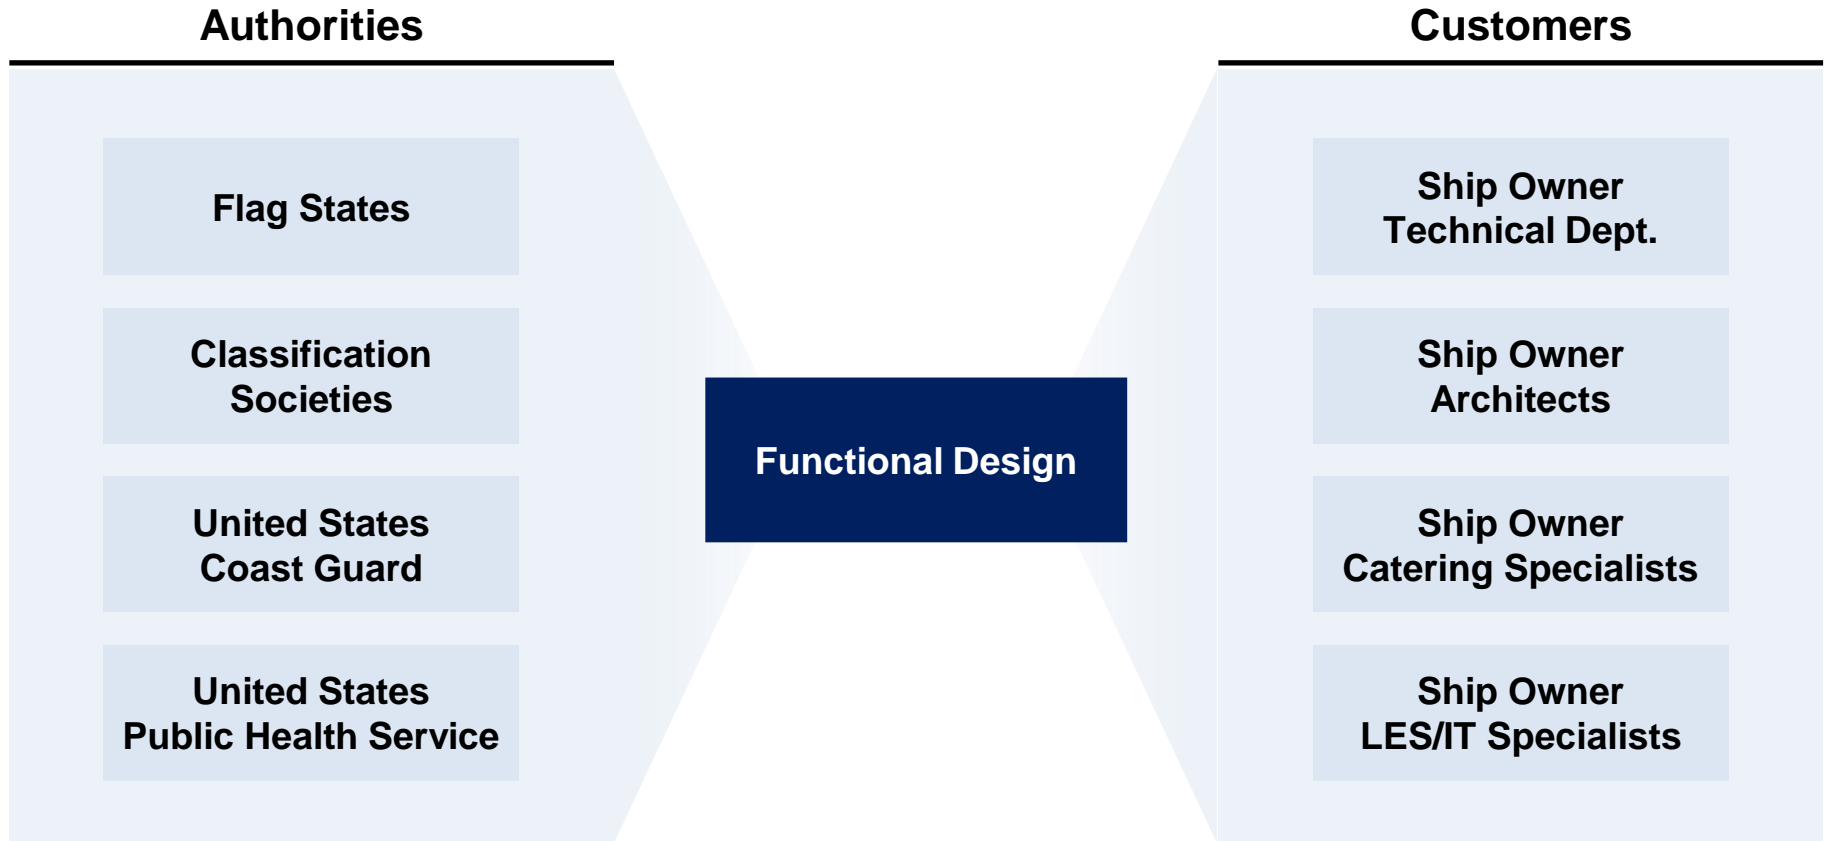 Authorities
Flag States
Classification
Societies
United States
Coast Guard
United States
Public Health Service
Functional Design
Customers
Ship Owner
Technical Dept.
Ship Owner
Architects
Ship Owner
Catering Specialists
Ship Owner
LES/IT Specialists